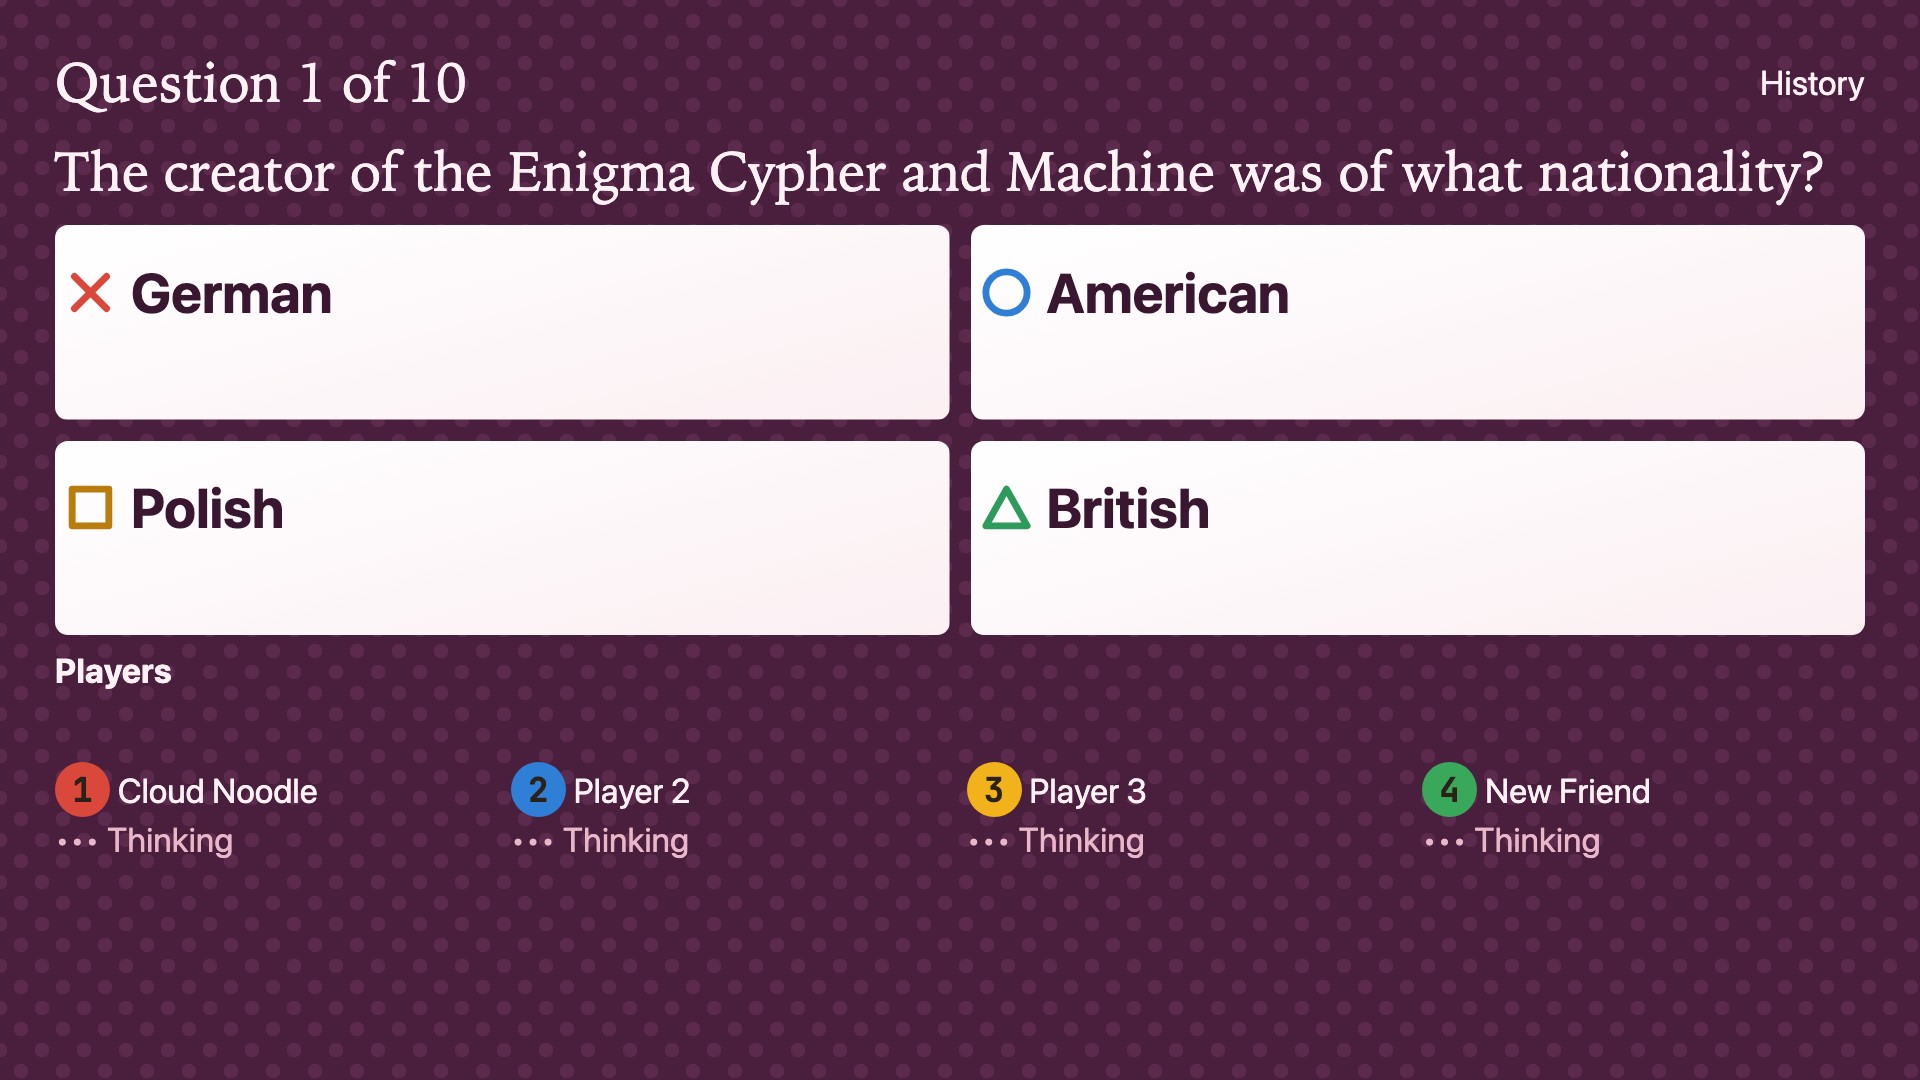 Question 1 of 10
History
The creator of the Enigma Cypher and Machine was of what nationality?
German
American
Polish
British
Players
1 Cloud Noodle
2 Player 2
3 Player 3
4 New Friend
••• Thinking
••• Thinking
••• Thinking
••• Thinking